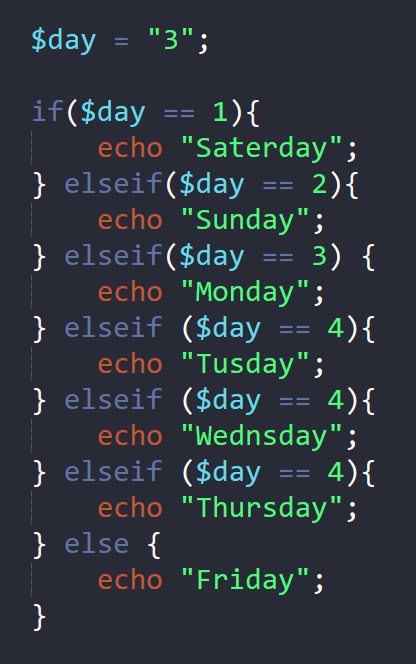 $day = "3";
if($day == 1){
echo "Saterday";
} elseif($day == 2){
echo "Sunday";
} elseif($day == 3) {
echo "Monday";
} elseif ($day == 4){
echo "Tusday";
} elseif ($day == 4){
echo "Wednsday";
} elseif ($day == 4){
echo "Thursday";
} else {
echo "Friday";
}